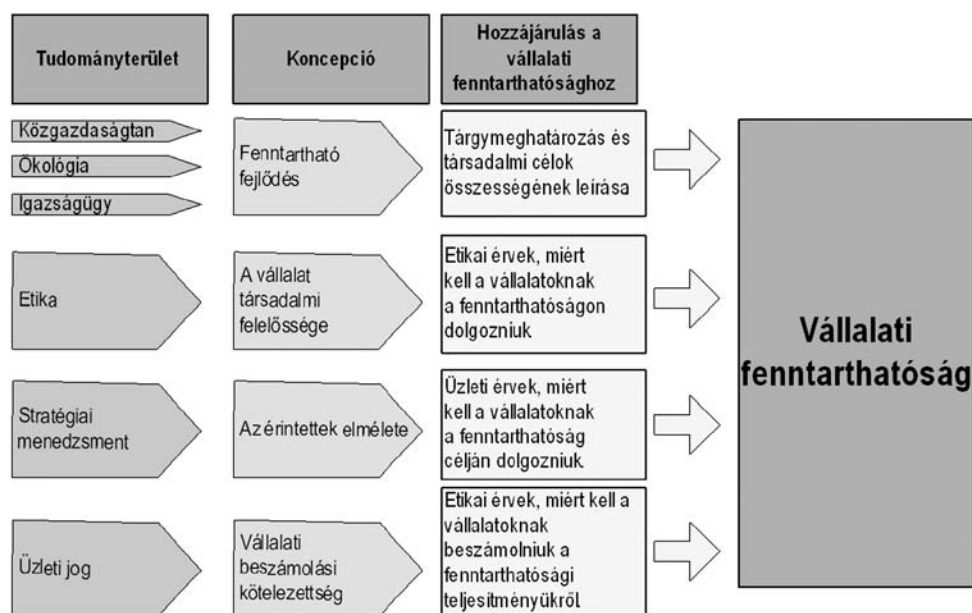 Tudományterület
Koncepció
Hozzájárulás a
vállalati
fenntarthatósághoz
Közgazdaságtan
Ökológia
Igazságügy
Fenntartható
fejlődés
Tárgymeghatározás és
társadalmi célok
összességének leírása
Etika
A vállalat
társadalmi
felelőssége
Etikai érvek, miért
kell a vállalatoknak
a fenntarthatóságon
dolgozniuk.
Stratégiai
menedzsment
Az érintettek elmélete
Üzleti érvek, miért
kell a vállalatoknak
a fenntarthatóság
célján dolgozniuk.
Üzleti jog
Vállalati
beszámolási
kötelezettség
Etikai érvek, miért kell a
vállalatoknak
beszámolniuk a
fenntarthatósági
teljesítményükről.
Vállalati
fenntarthatóság